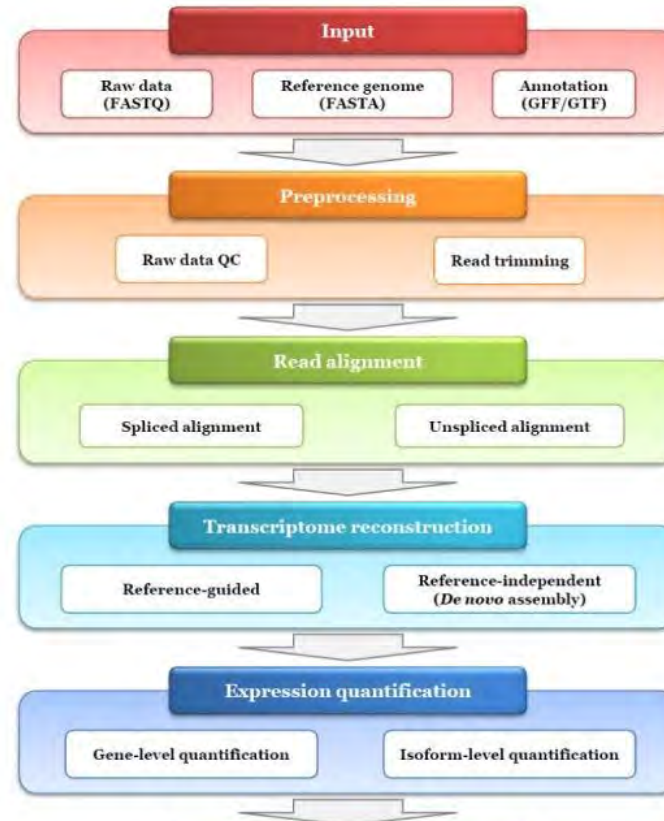 Input
Raw data
(FASTQ)
Reference genome
(FASTA)
Annotation
(GFF/GTF)
Preprocessing
Raw data QC
Read trimming
Read alignment
Spliced alignment
Unspliced alignment
Transcriptome reconstruction
Reference-guided
Reference-independent
(De novo assembly)
Expression quantification
Gene-level quantification
Isoform-level quantification